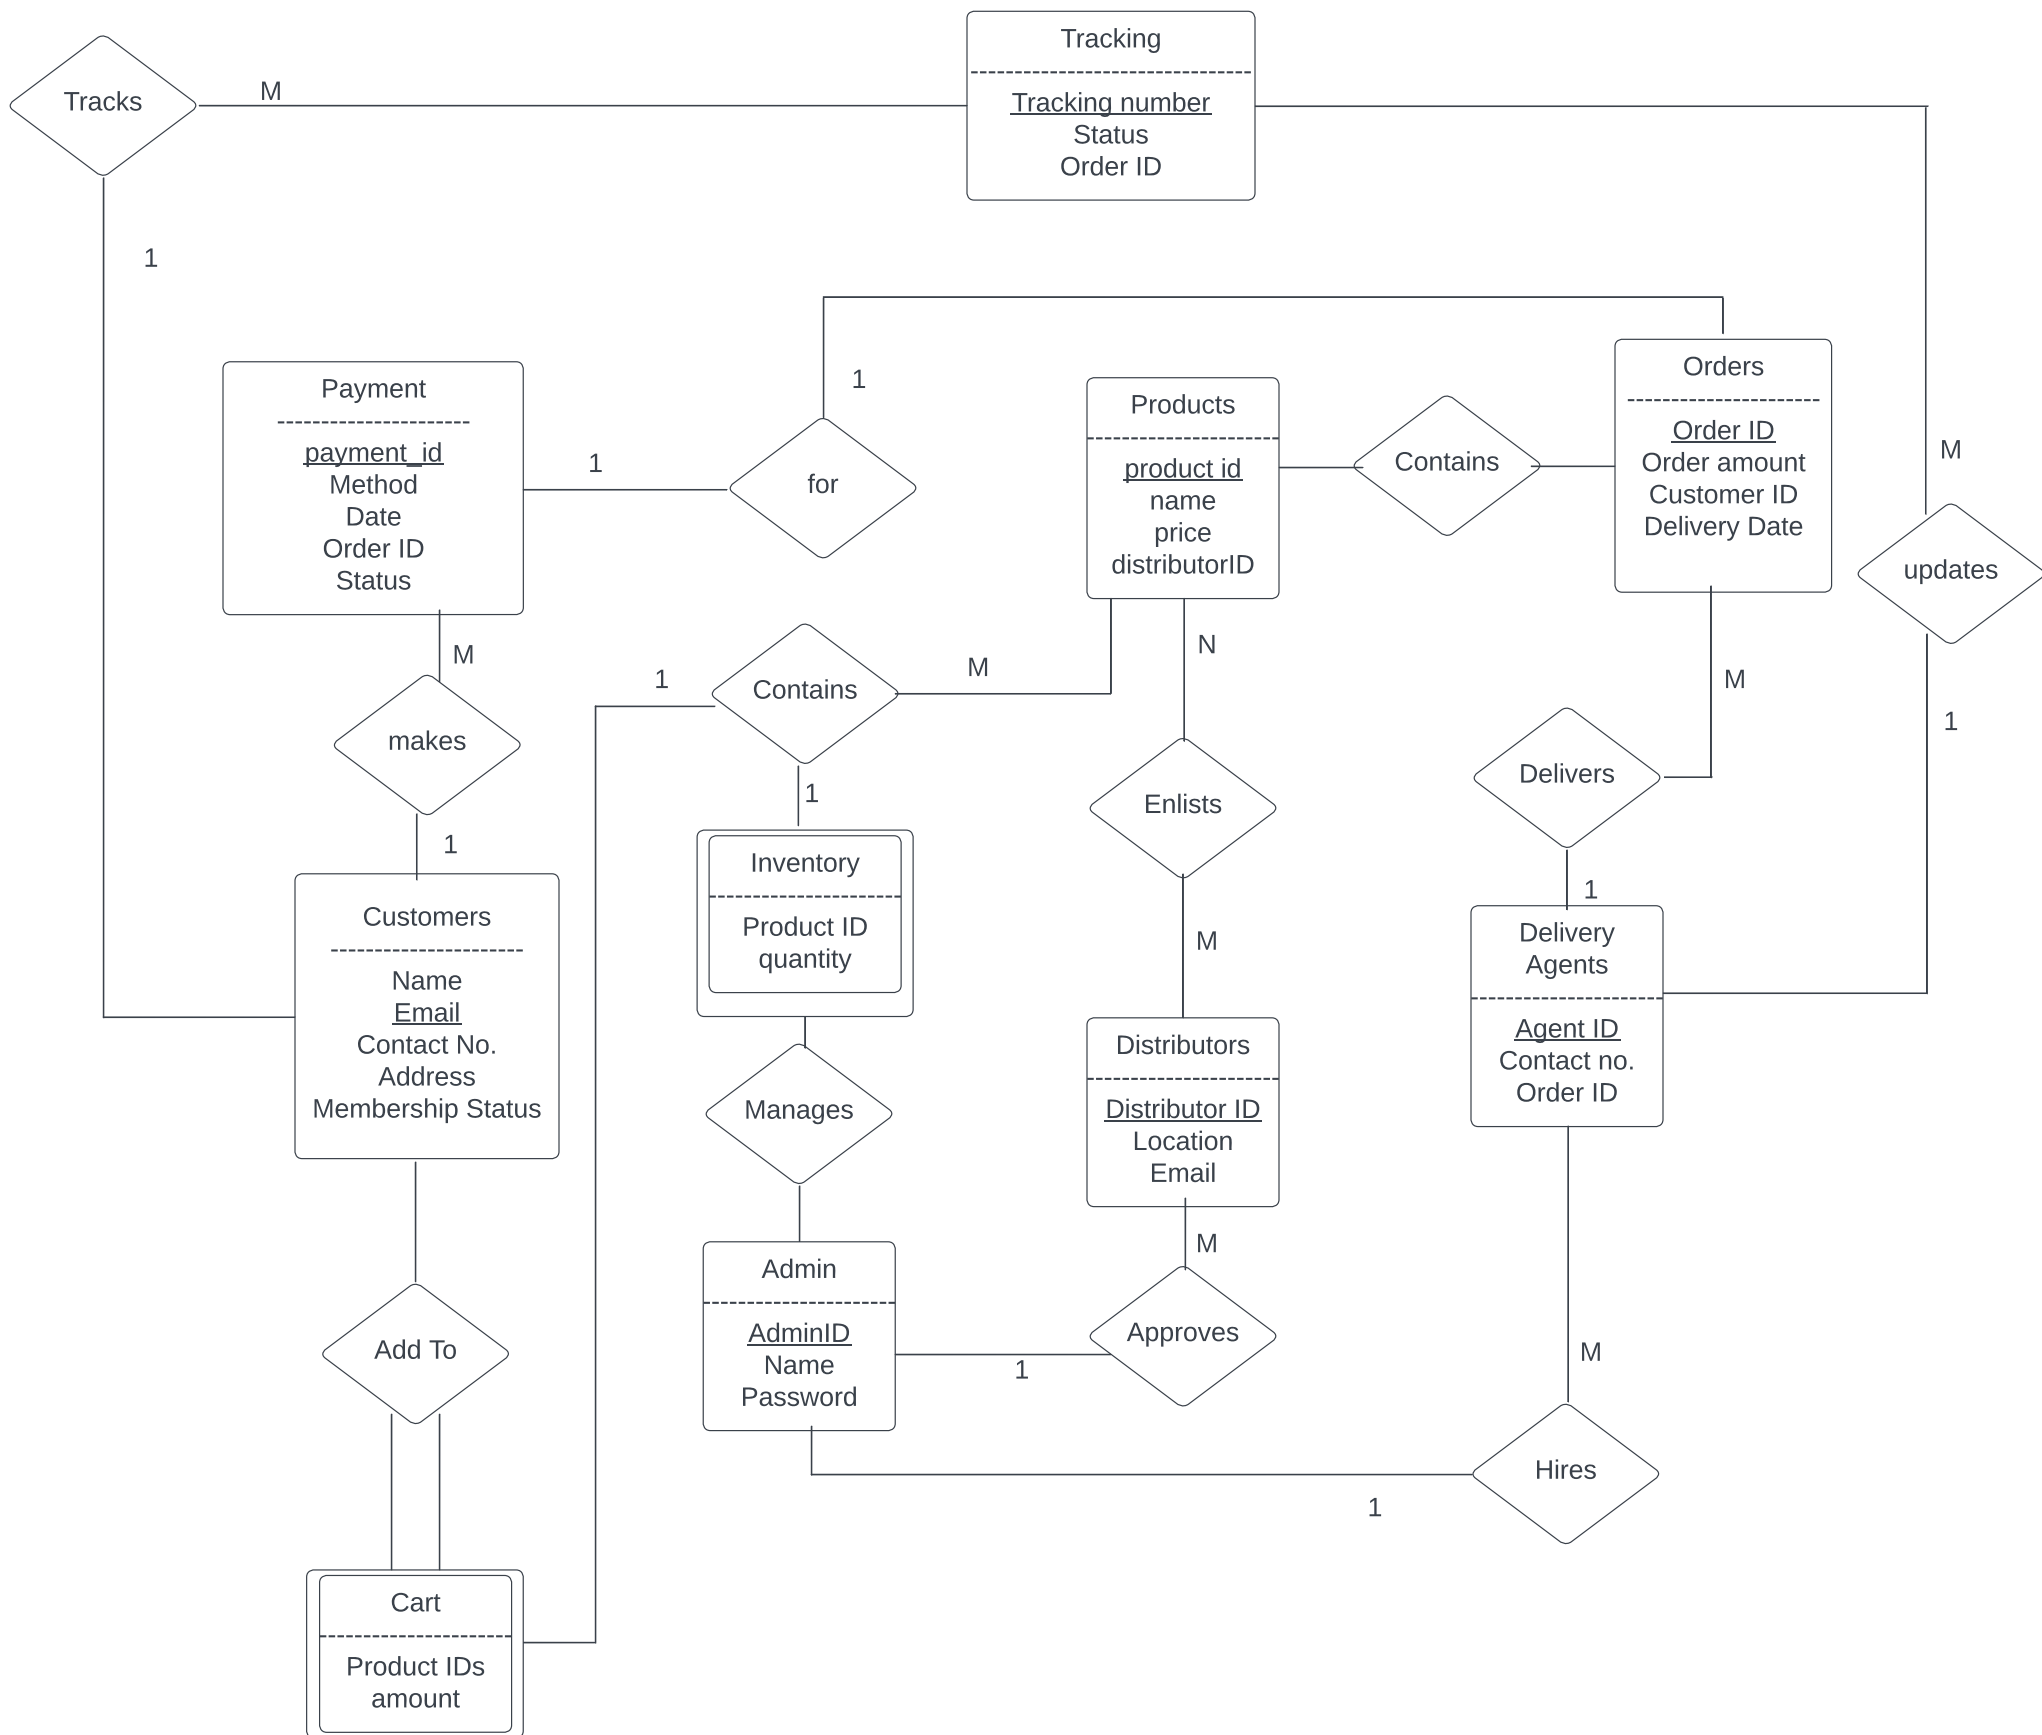 Tracking
Tracking number
Status
Order ID
Tracks
M
1
Payment
payment_id
Method
Date
Order ID
Status
1
1
for
Products
product id
name
price
distributorID
Contains
Orders
Order ID
Order amount
Customer ID
Delivery Date
M
updates
1
M
makes
1
1
Contains
M
1
N
Enlists
M
M
Delivers
1
Customers
Name
Email
Contact No.
Address
Membership Status
Inventory
Product ID
quantity
Manages
Distributors
Distributor ID
Location
Email
Delivery
Agents
Agent ID
Contact no.
Order ID
M
Approves
1
Admin
AdminID
Name
Password
Add To
M
Hires
1
Cart
Product IDs
amount